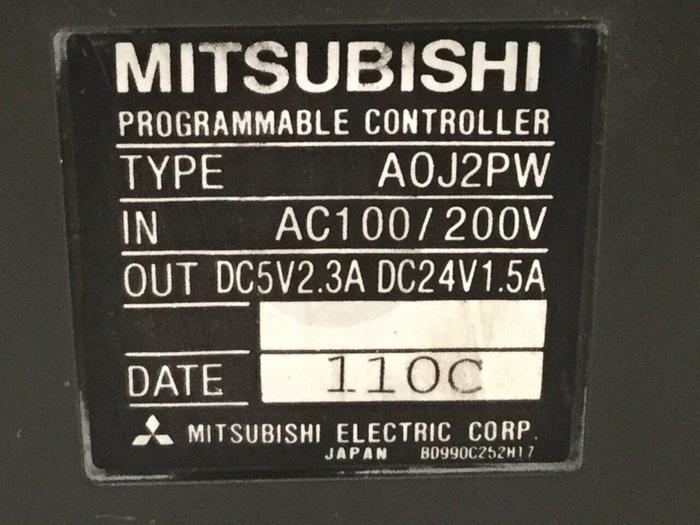 MITSUBISHI
PROGRAMMABLE CONTROLLER
TYPE A0J2PW
IN AC100/200V
OUT DC5V2.3A DC24V1.5A
DATE 110C
MITSUBISHI ELECTRIC CORP.
JAPAN BD990C252H17